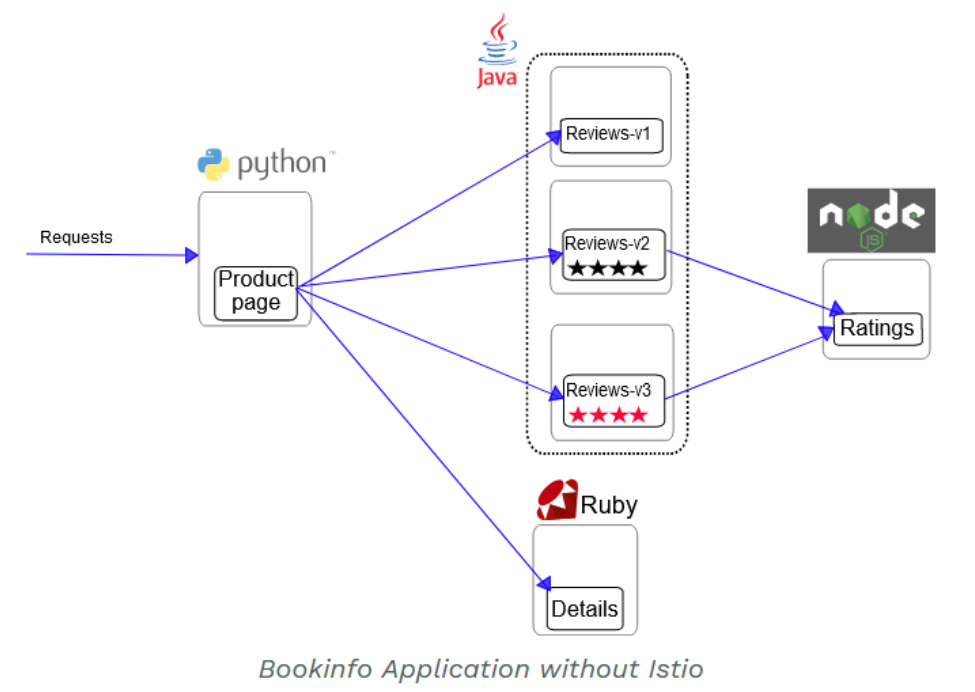 Java
Reviews-v1
python™
Requests
Product
page
Reviews-v2
★★★★
node
JS
Ratings
Reviews-v3
★★★★
Ruby
Details
Bookinfo Application without Istio